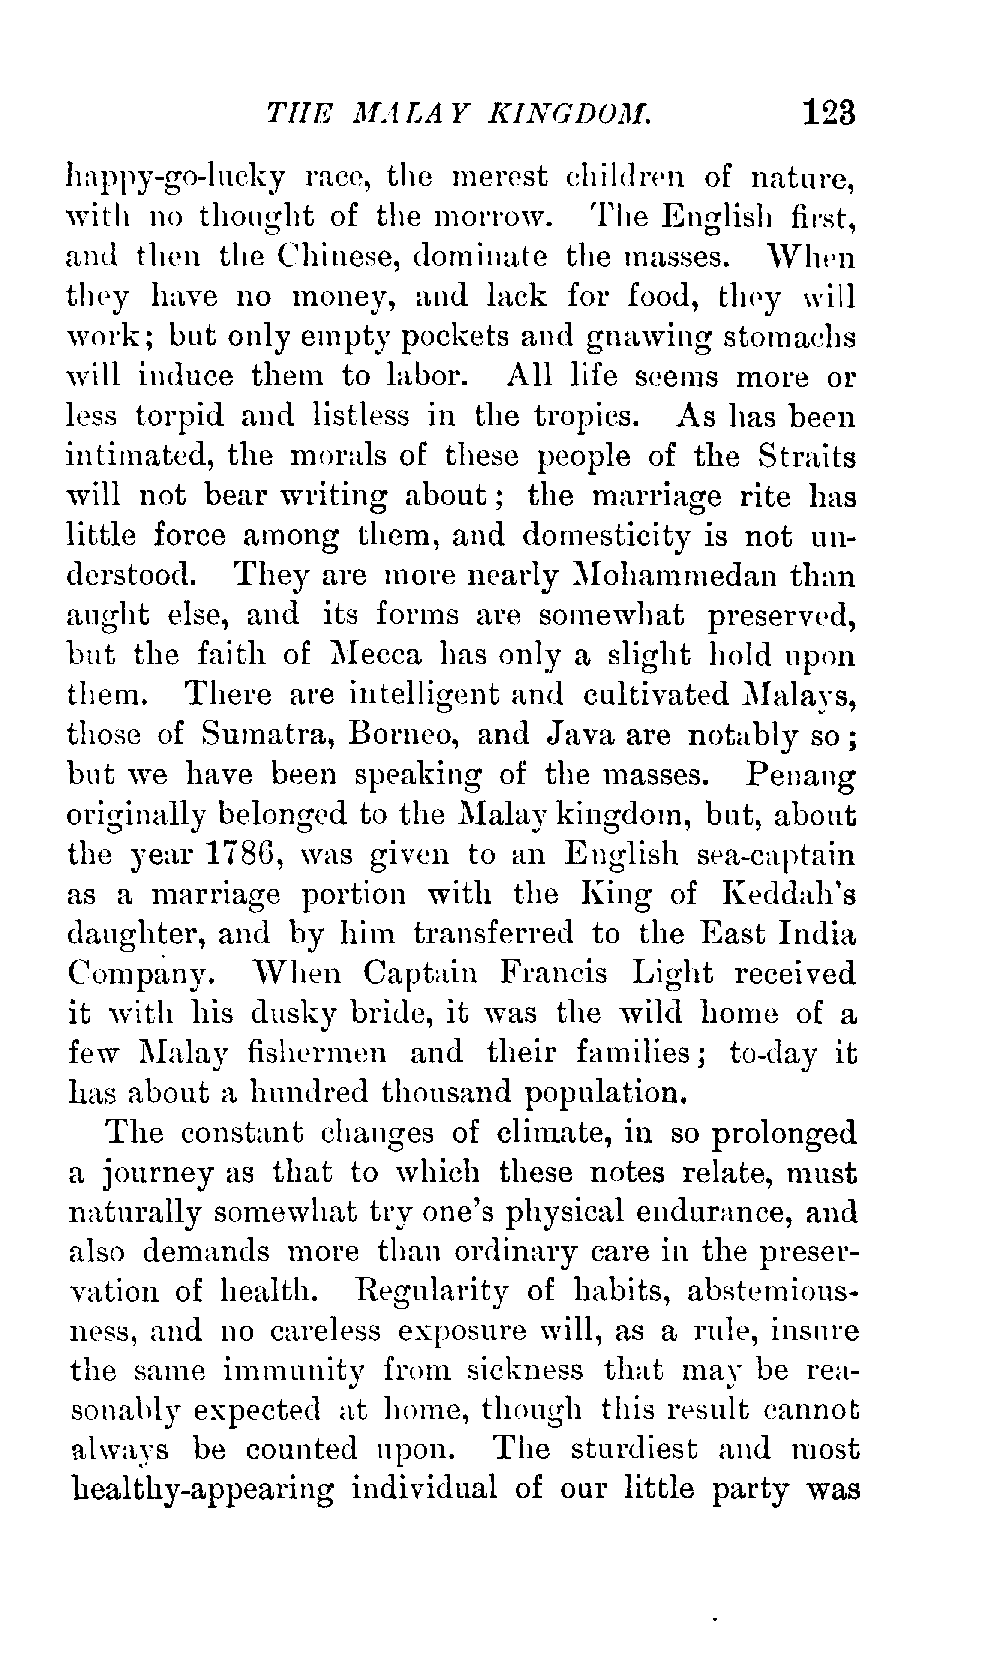 THE MALAY KINGDOM. 123
happy-go-lucky race, the merest children of nature,
with no thought of the morrow. The English first,
and then the Chinese, dominate the masses. When
they have no money, and lack for food, they will
work; but only empty pockets and gnawing stomachs
will induce them to labor. All life seems more or
less torpid and listless in the tropics. As has been
intimated, the morals of these people of the Straits
will not bear writing about; the marriage rite has
little force among them, and domesticity is not un-
derstood. They are more nearly Mohammedan than
aught else, and its forms are somewhat preserved,
but the faith of Mecca has only a slight hold upon
them. There are intelligent and cultivated Malays,
those of Sumatra, Borneo, and Java are notably so;
but we have been speaking of the masses. Penang
originally belonged to the Malay kingdom, but, about
the year 1786, was given to an English sea-captain
as a marriage portion with the King of Keddah's
daughter, and by him transferred to the East India
Company. When Captain Francis Light received
it with his dusky bride, it was the wild home of a
few Malay fishermen and their families; to-day it
has about a hundred thousand population.
The constant changes of climate, in so prolonged
a journey as that to which these notes relate, must
naturally somewhat try one's physical endurance, and
also demands more than ordinary care in the preser-
vation of health. Regularity of habits, abstemious-
ness, and no careless exposure will, as a rule, insure
the same immunity from sickness that may be rea-
sonably expected at home, though this result cannot
always be counted upon. The sturdiest and most
healthy-appearing individual of our little party was